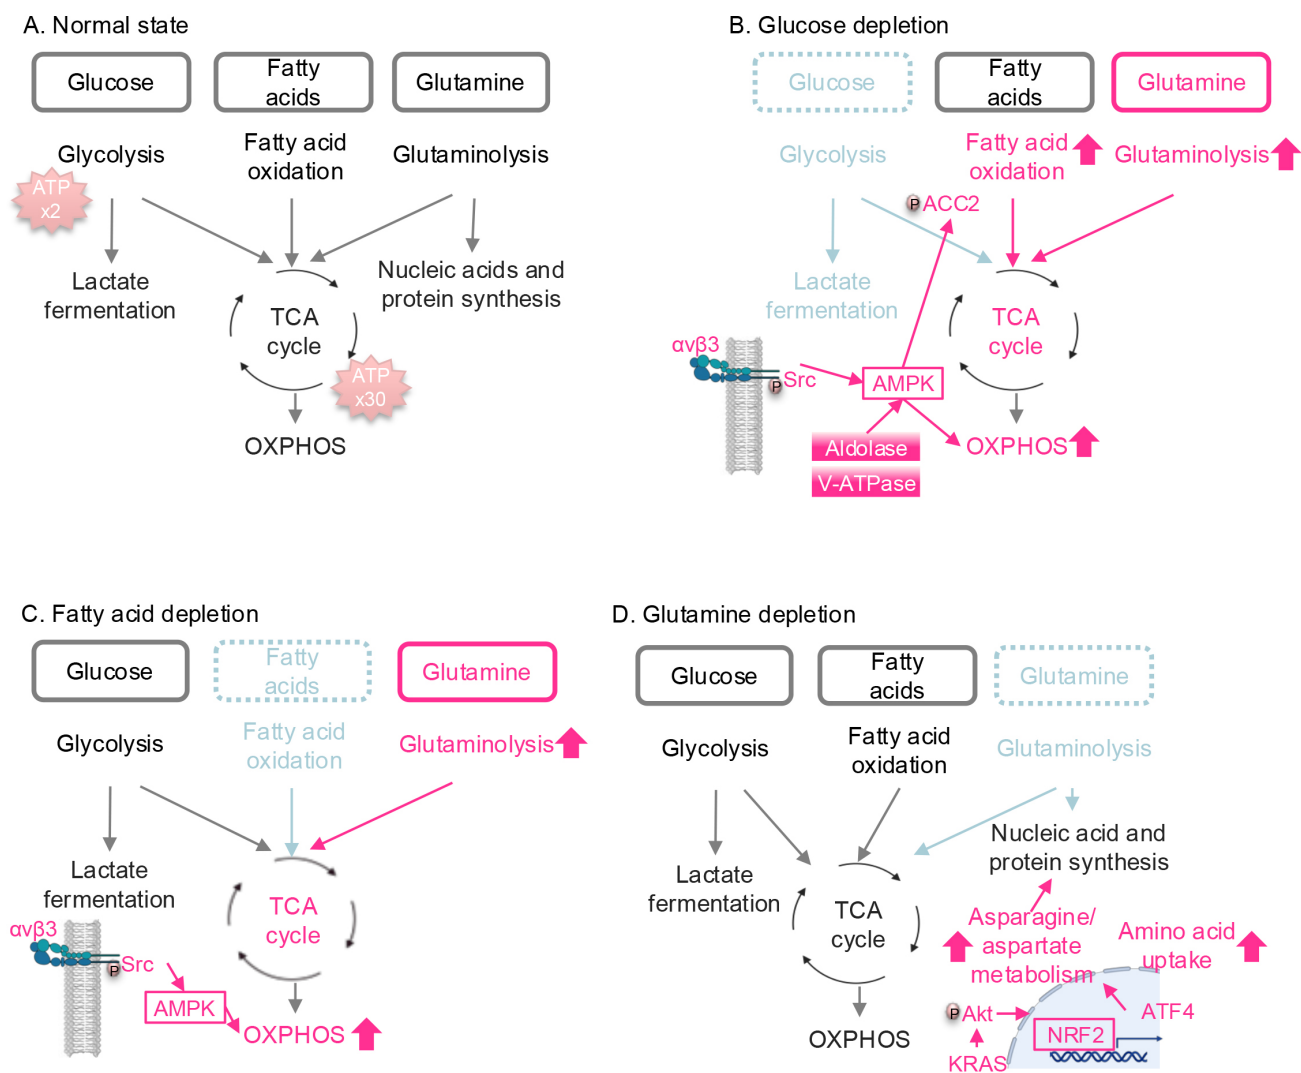 A. Normal state
Glucose
Fatty
acids
Glutamine
Glycolysis
Fatty acid
oxidation
Glutaminolysis
ATP
x2
Lactate
fermentation
Nucleic acids and
protein synthesis
TCA
cycle
ATP
x30
OXPHOS
B. Glucose depletion
Glucose
Fatty
acids
Glutamine
Glycolysis
Fatty acid
oxidation
Glutaminolysis
P ACC2
Lactate
fermentation
TCA
cycle
αvβ3
P Src
AMPK
Aldolase
V-ATPase
OXPHOS
C. Fatty acid depletion
Glucose
Fatty
acids
Glutamine
Glycolysis
Fatty acid
oxidation
Glutaminolysis
Lactate
fermentation
TCA
cycle
αvβ3
P Src
AMPK
OXPHOS
D. Glutamine depletion
Glucose
Fatty
acids
Glutamine
Glycolysis
Fatty acid
oxidation
Glutaminolysis
Lactate
fermentation
Nucleic acid and
protein synthesis
TCA
cycle
Asparagine/
aspartate
metabolism
Amino acid
uptake
P Akt
ATF4
NRF2
KRAS
OXPHOS